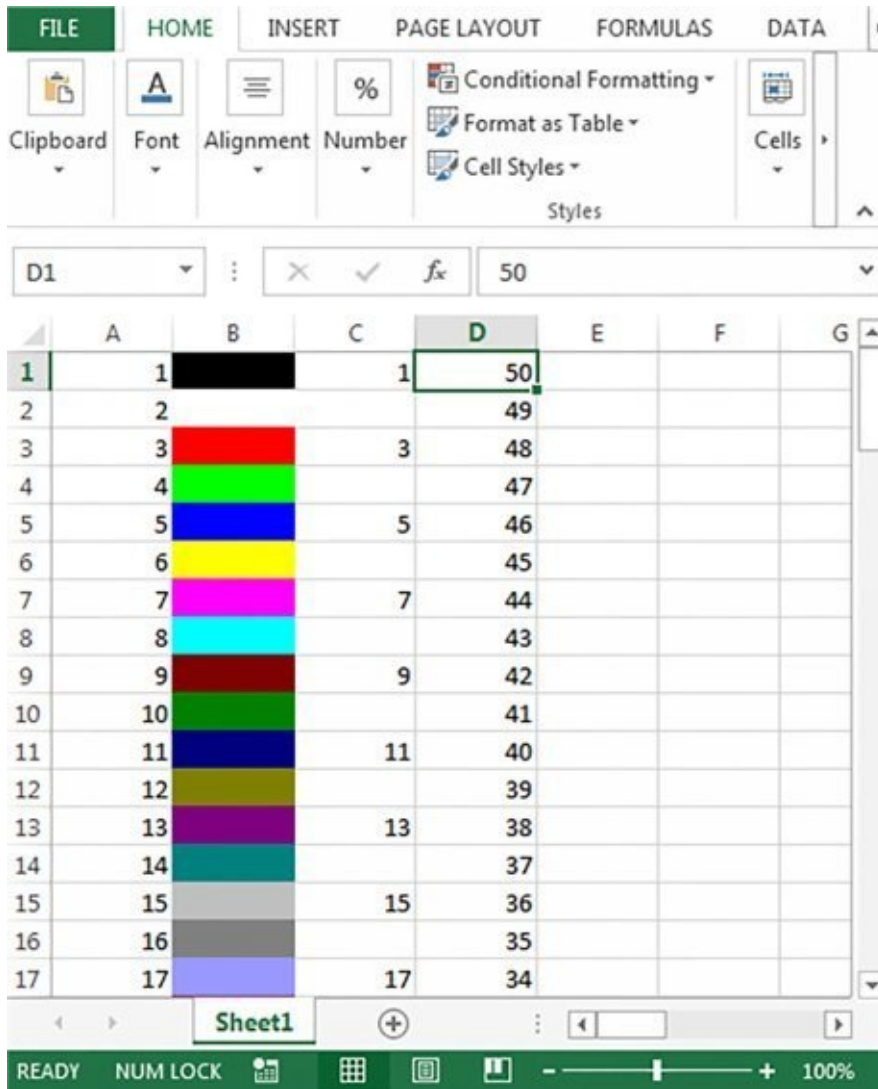 FILE HOME INSERT PAGE LAYOUT FORMULAS DATA
Clipboard Font Alignment Number Conditional Formatting Format as Table Cell Styles Cells
A % 
Styles
D1 fx 50
A B C D E F G
1 1 1 50
2 2 49
3 3 3 48
4 4 47
5 5 5 46
6 6 45
7 7 7 44
8 8 43
9 9 9 42
10 10 41
11 11 11 40
12 12 39
13 13 13 38
14 14 37
15 15 15 36
16 16 35
17 17 17 34
Sheet1
READY NUM LOCK 100%